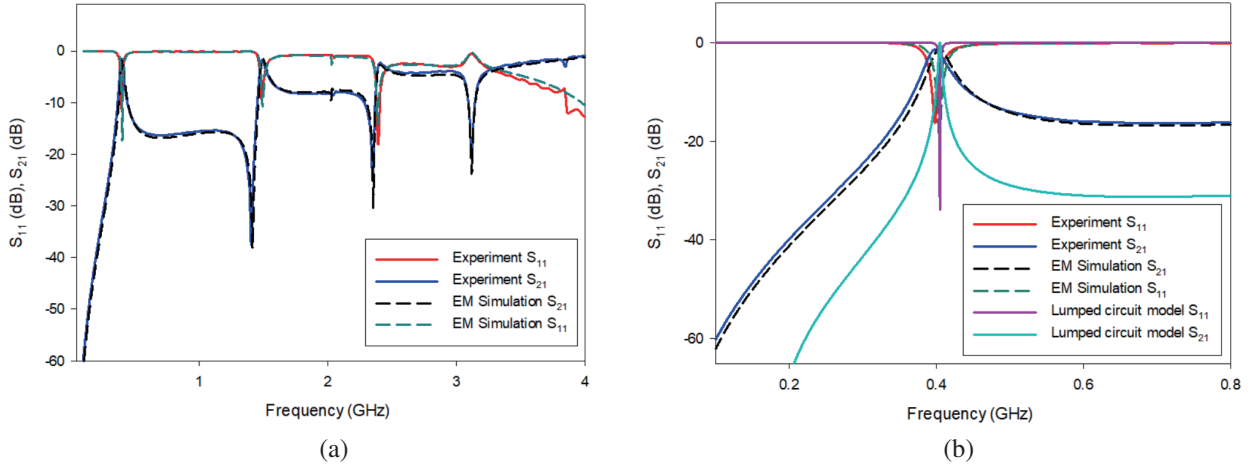 0
-10
-20
-30
-40
-50
-60
S11 (dB), S21 (dB)
Experiment S11
Experiment S21
EM Simulation S21
EM Simulation S11
1
2
3
4
Frequency (GHz)
(a)
0
-20
-40
-60
S11 (dB), S21 (dB)
Experiment S11
Experiment S21
EM Simulation S21
EM Simulation S11
Lumped circuit model S11
Lumped circuit model S21
0.2
0.4
0.6
0.8
Frequency (GHz)
(b)